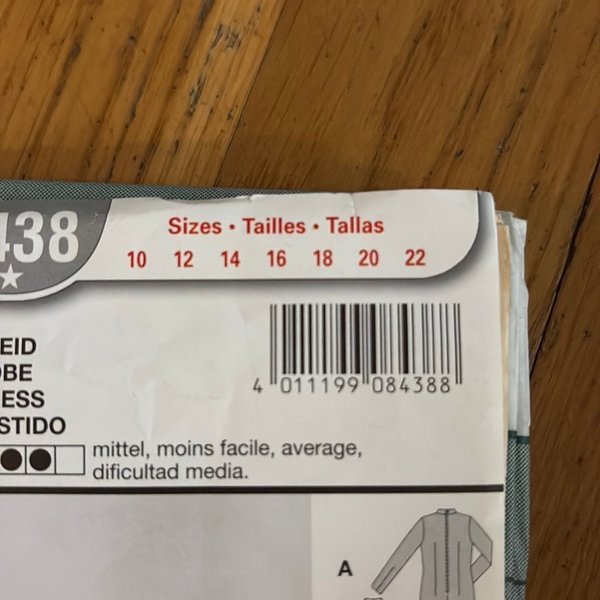 438
Sizes • Tailles • Tallas
10 12 14 16 18 20 22
4 011199 084388
EID
OBE
ESS
STIDO
mittel, moins facile, average,
dificultad media.
A